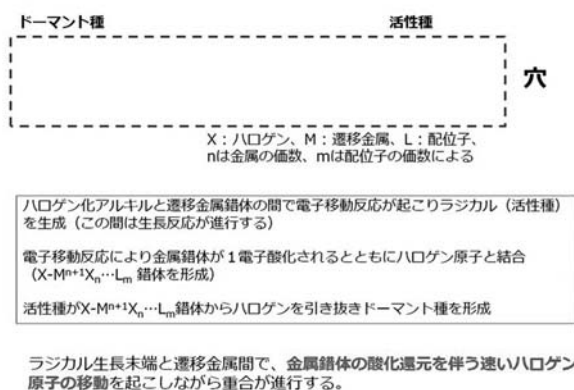 ドーマント種 活性種
穴
X：ハロゲン、M：遷移金属、L：配位子、
nは金属の価数、mは配位子の価数による
ハロゲン化アルキルと遷移金属錯体の間で電子移動反応が起こりラジカル（活性種）
を生成（この間は生長反応が進行する）
電子移動反応により金属錯体が１電子酸化されるとともにハロゲン原子と結合
（X-Mⁿ⁺¹Xₙ…Lₘ 錯体を形成）
活性種がX-Mⁿ⁺¹Xₙ…Lₘ錯体からハロゲンを引き抜きドーマント種を形成
ラジカル生長末端と遷移金属間で、金属錯体の酸化還元を伴う速いハロゲン
原子の移動を起こしながら重合が進行する。